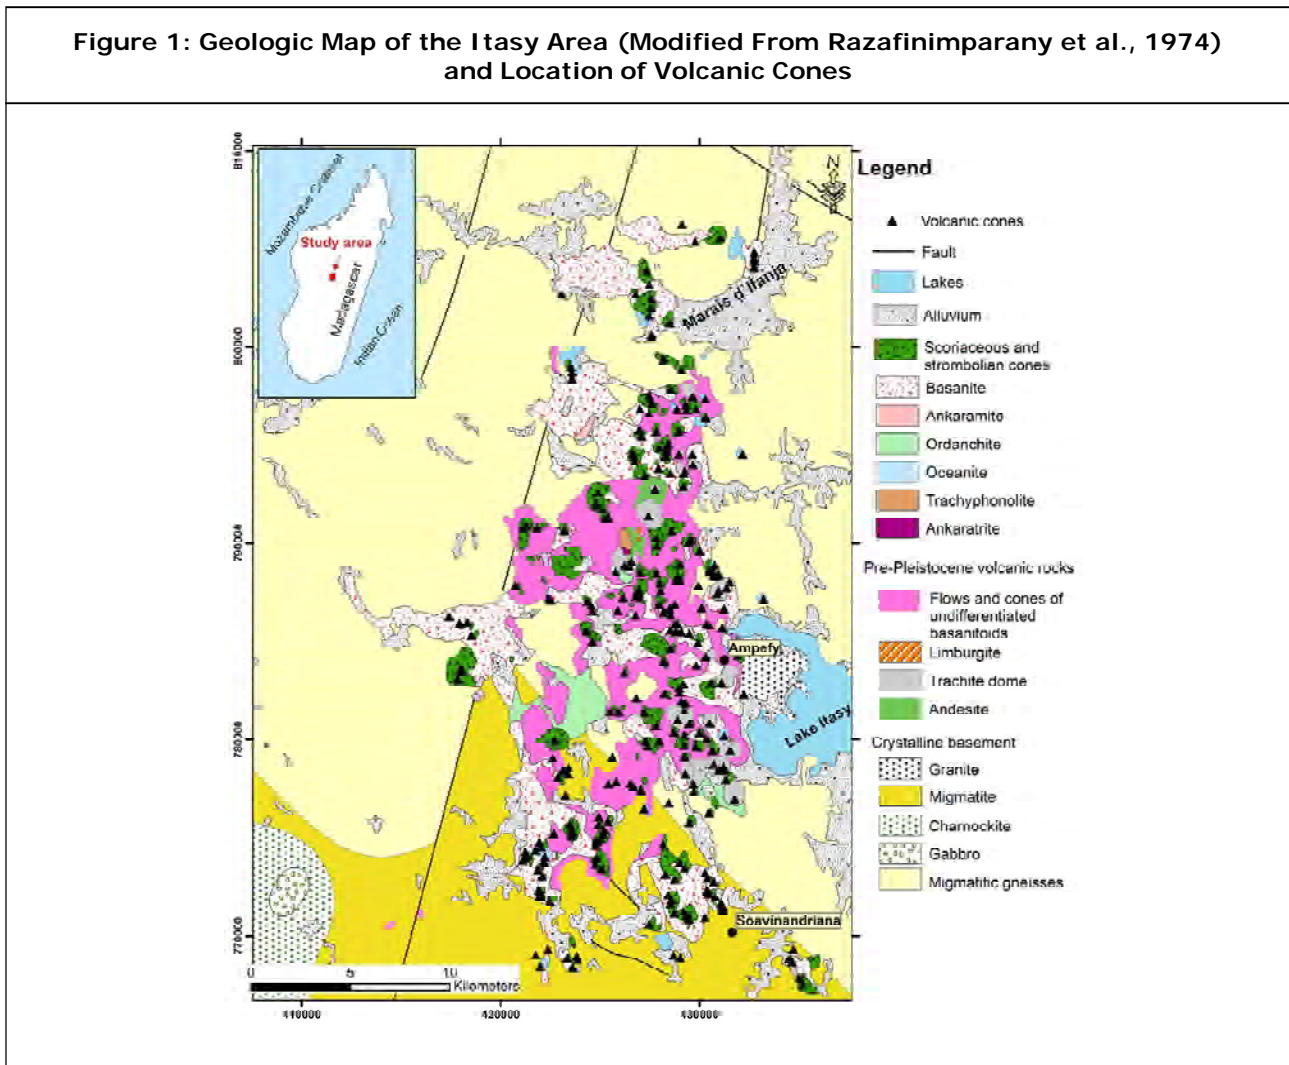 Figure 1: Geologic Map of the Itasy Area (Modified From Razafinimparany et al., 1974)
and Location of Volcanic Cones
810000
800000
790000
780000
770000
410000
420000
430000
Mozambique Channel
Study area
Madagascar
Indian Ocean
N
Marais d'Ifanja
Ampefy
Lake Itasy
Soavinandriana
0 5 10
Kilometers
Legend
Volcanic cones
Fault
Lakes
Alluvium
Scoriaceous and
strombolian cones
Basanite
Ankaramite
Ordanchite
Oceanite
Trachyphonolite
Ankaratrite
Pre-Pleistocene volcanic rocks
Flows and cones of
undifferentiated
basanitoids
Limburgite
Trachite dome
Andesite
Crystalline basement
Granite
Migmatite
Charnockite
Gabbro
Migmatitic gneisses